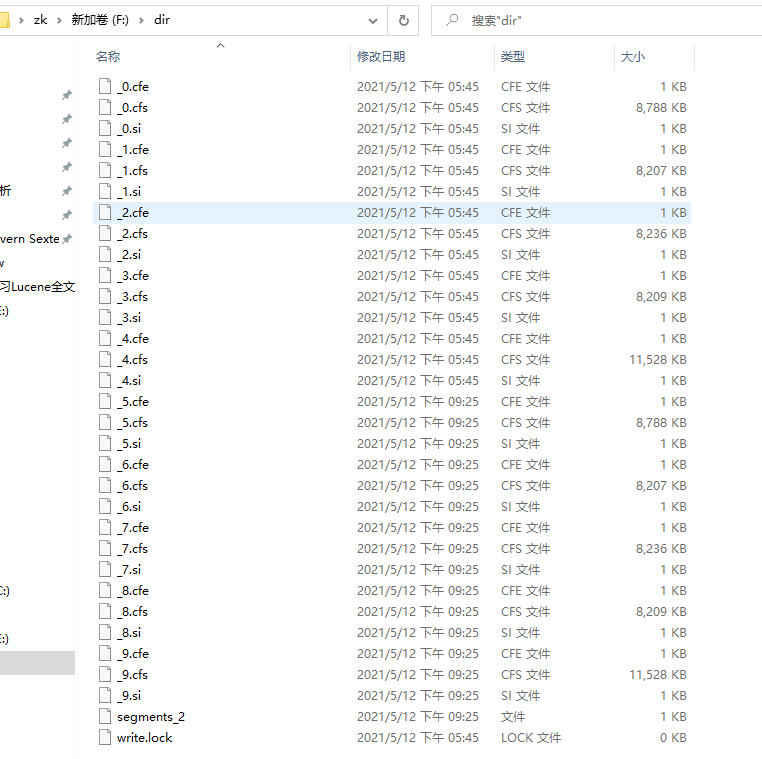 zk › 新加卷 (F:) › dir
搜索"dir"
名称 修改日期 类型 大小
析
vern Sexte
w
习Lucene全文
:)
C:)
:)
_0.cfe 2021/5/12 下午 05:45 CFE 文件 1 KB
_0.cfs 2021/5/12 下午 05:45 CFS 文件 8,788 KB
_0.si 2021/5/12 下午 05:45 SI 文件 1 KB
_1.cfe 2021/5/12 下午 05:45 CFE 文件 1 KB
_1.cfs 2021/5/12 下午 05:45 CFS 文件 8,207 KB
_1.si 2021/5/12 下午 05:45 SI 文件 1 KB
_2.cfe 2021/5/12 下午 05:45 CFE 文件 1 KB
_2.cfs 2021/5/12 下午 05:45 CFS 文件 8,236 KB
_2.si 2021/5/12 下午 05:45 SI 文件 1 KB
_3.cfe 2021/5/12 下午 05:45 CFE 文件 1 KB
_3.cfs 2021/5/12 下午 05:45 CFS 文件 8,209 KB
_3.si 2021/5/12 下午 05:45 SI 文件 1 KB
_4.cfe 2021/5/12 下午 05:45 CFE 文件 1 KB
_4.cfs 2021/5/12 下午 05:45 CFS 文件 11,528 KB
_4.si 2021/5/12 下午 05:45 SI 文件 1 KB
_5.cfe 2021/5/12 下午 09:25 CFE 文件 1 KB
_5.cfs 2021/5/12 下午 09:25 CFS 文件 8,788 KB
_5.si 2021/5/12 下午 09:25 SI 文件 1 KB
_6.cfe 2021/5/12 下午 09:25 CFE 文件 1 KB
_6.cfs 2021/5/12 下午 09:25 CFS 文件 8,207 KB
_6.si 2021/5/12 下午 09:25 SI 文件 1 KB
_7.cfe 2021/5/12 下午 09:25 CFE 文件 1 KB
_7.cfs 2021/5/12 下午 09:25 CFS 文件 8,236 KB
_7.si 2021/5/12 下午 09:25 SI 文件 1 KB
_8.cfe 2021/5/12 下午 09:25 CFE 文件 1 KB
_8.cfs 2021/5/12 下午 09:25 CFS 文件 8,209 KB
_8.si 2021/5/12 下午 09:25 SI 文件 1 KB
_9.cfe 2021/5/12 下午 09:25 CFE 文件 1 KB
_9.cfs 2021/5/12 下午 09:25 CFS 文件 11,528 KB
_9.si 2021/5/12 下午 09:25 SI 文件 1 KB
segments_2 2021/5/12 下午 09:25 文件 1 KB
write.lock 2021/5/12 下午 05:45 LOCK 文件 0 KB